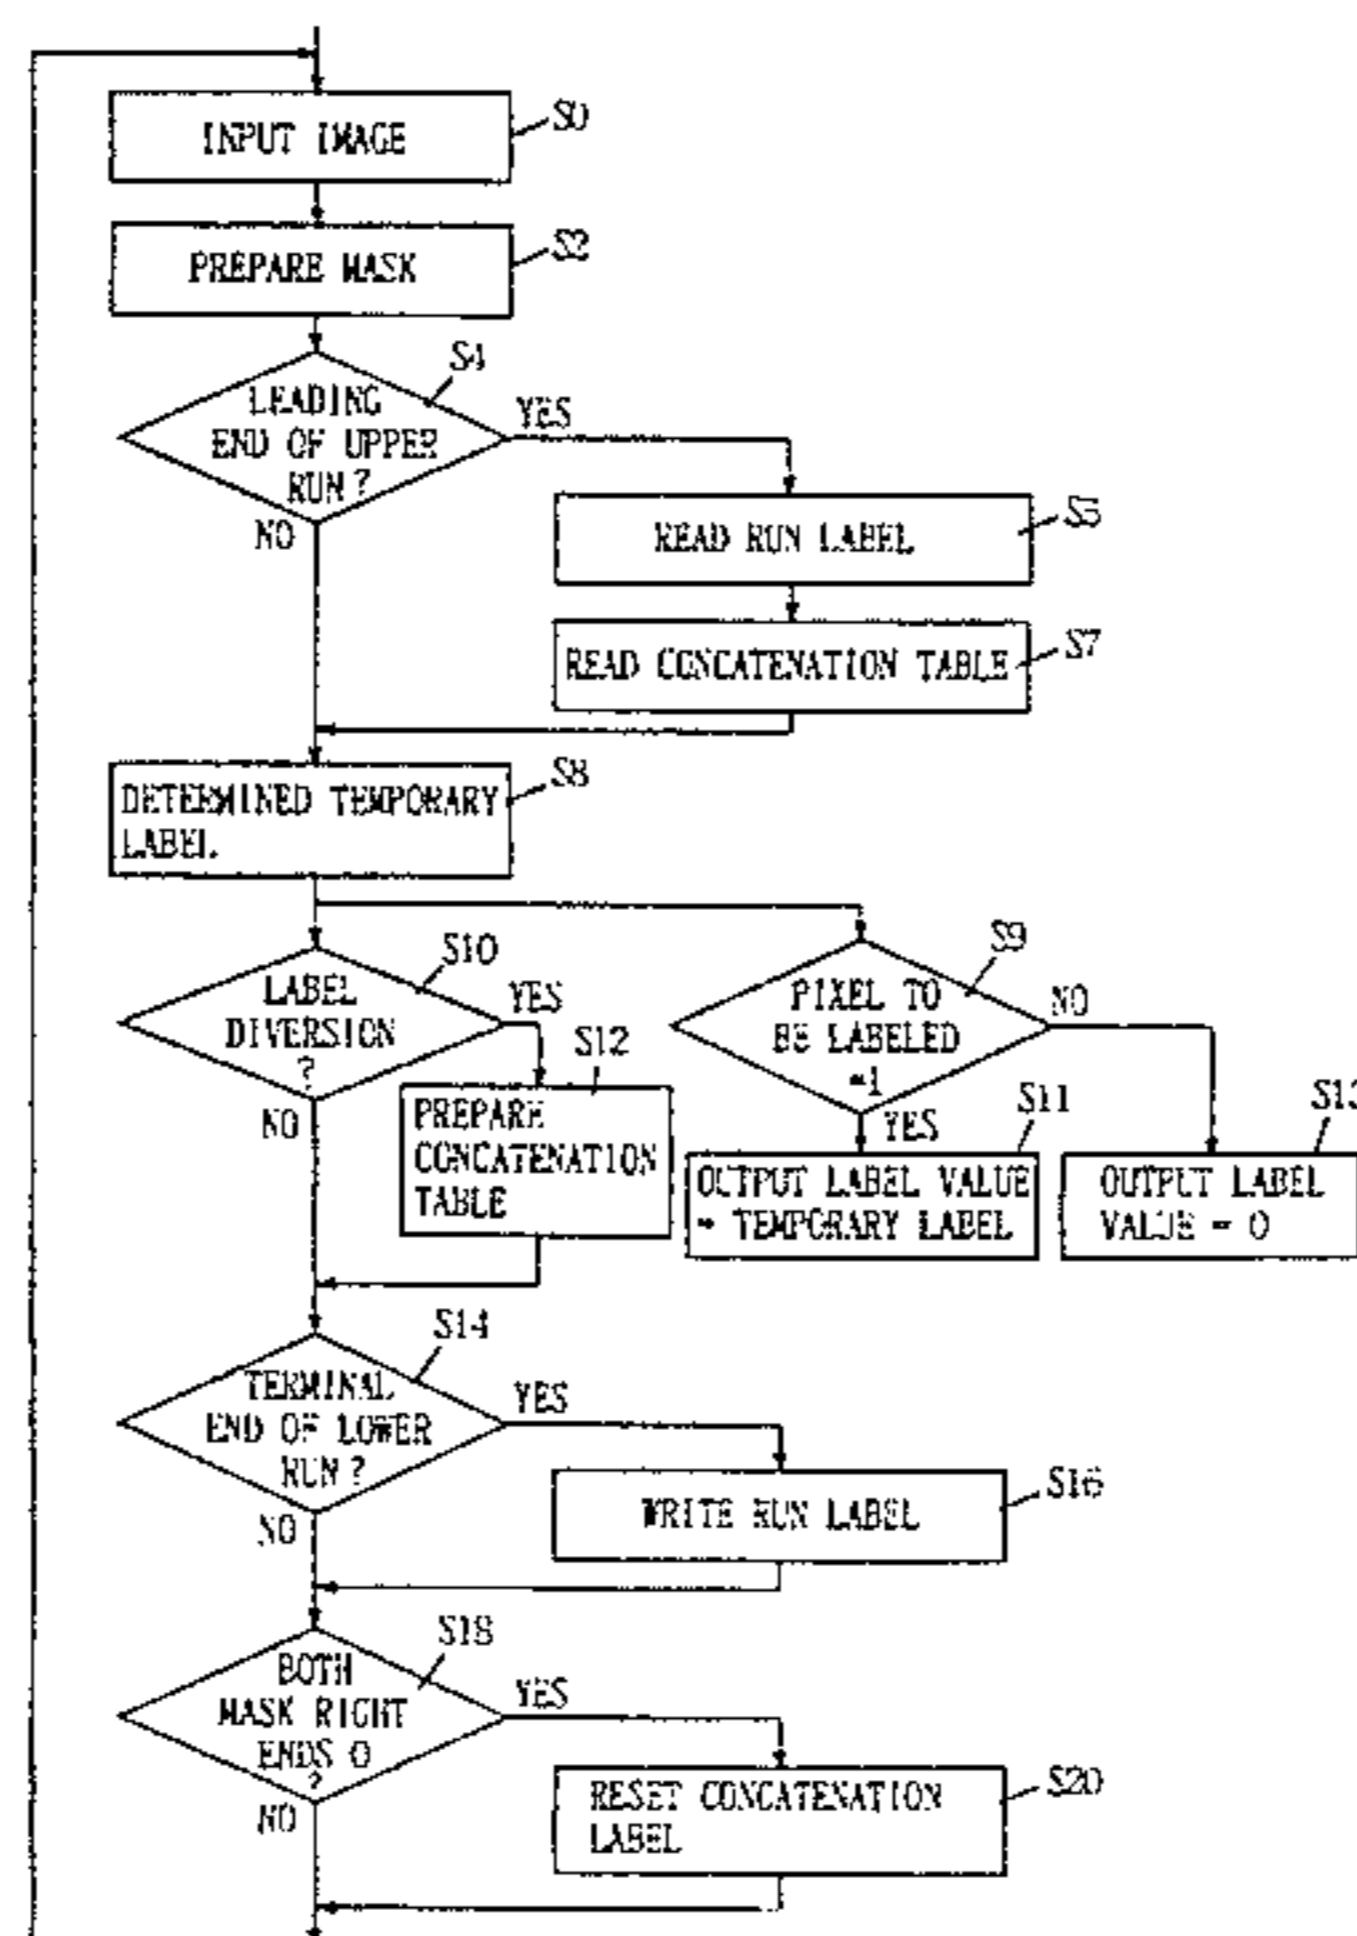 INPUT IMAGE
S0
PREPARE MASK
S2
S4
LEADING
END OF UPPER
RUN?
YES
NO
READ RUN LABEL
S5
READ CONCATENATION TABLE
S7
DETERMINED TEMPORARY
LABEL
S8
S10
LABEL
DIVERSION
?
YES
NO
S12
PREPARE
CONCATENATION
TABLE
S9
PIXEL TO
BE LABELED
=1
NO
YES
S11
OUTPUT LABEL VALUE
= TEMPORARY LABEL
S13
OUTPUT LABEL
VALUE = 0
S14
TERMINAL
END OF LOWER
RUN?
YES
NO
WRITE RUN LABEL
S16
S18
BOTH
MASK RIGHT
ENDS 0
?
YES
NO
RESET CONCATENATION
LABEL
S20